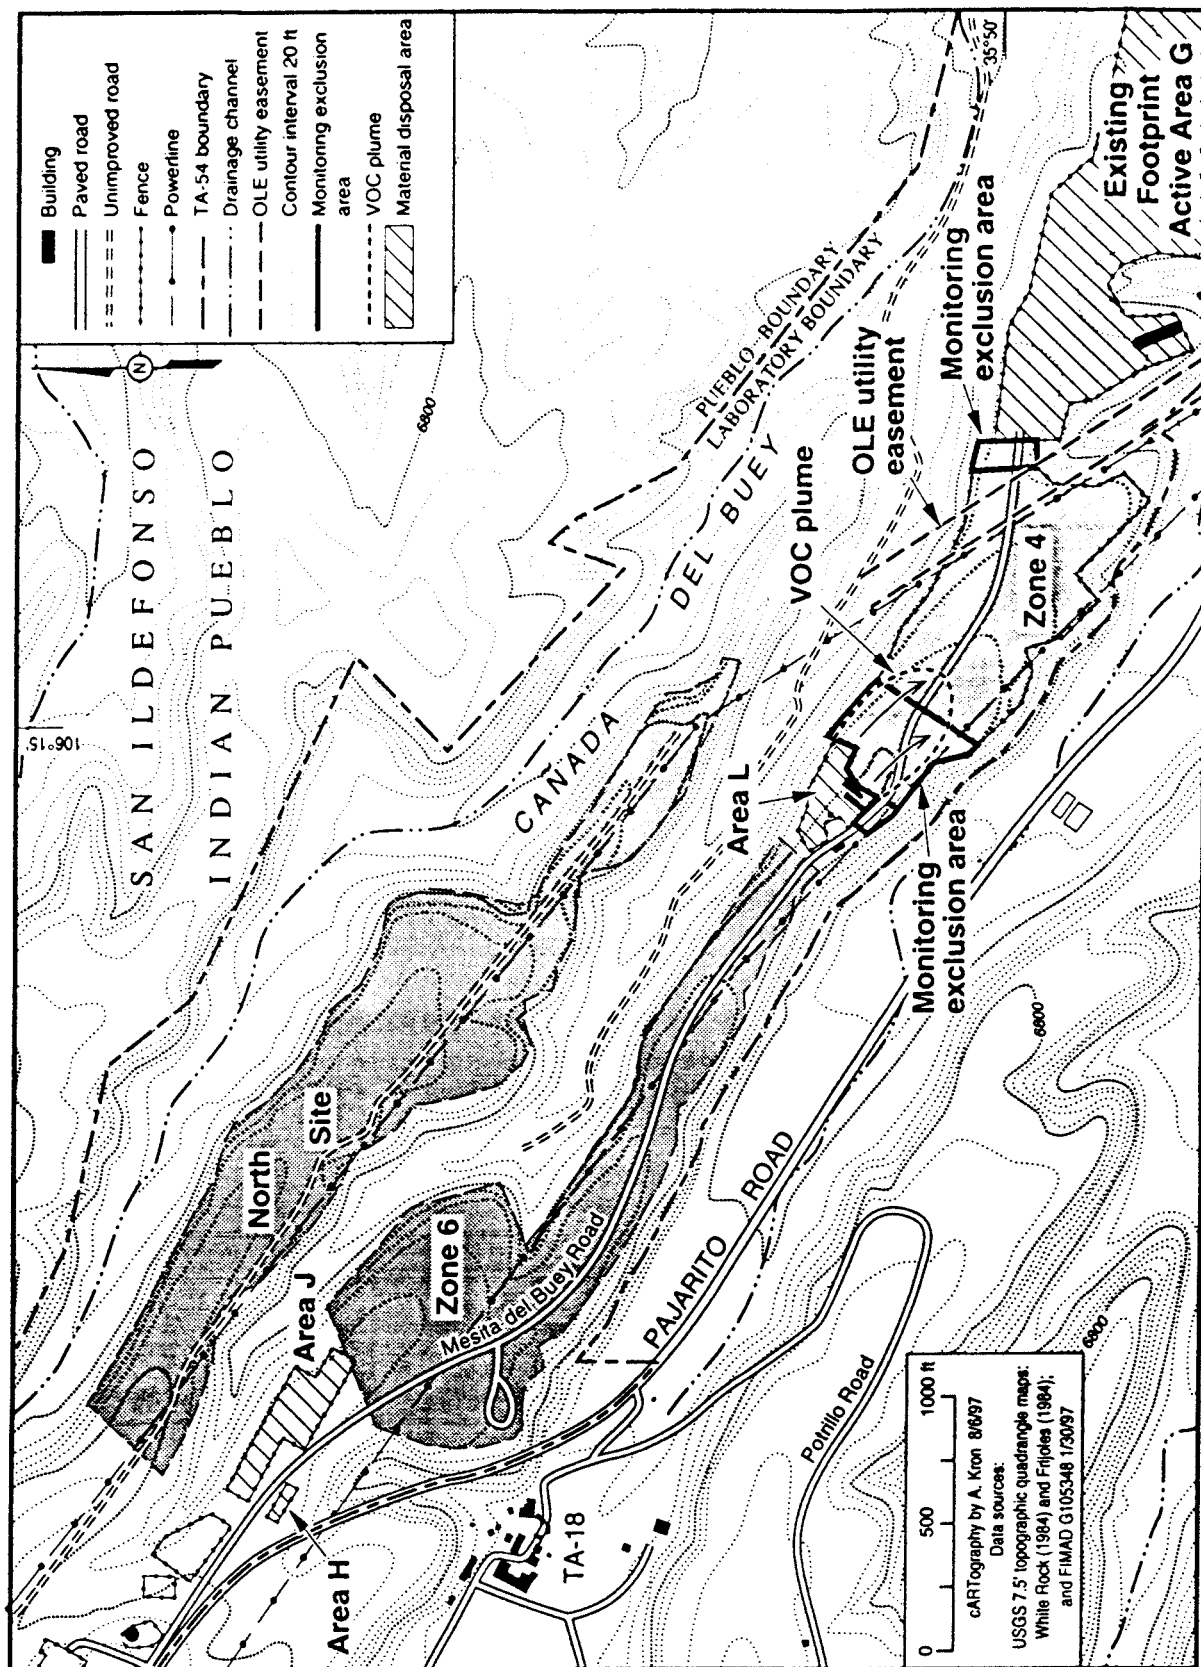 Building
Paved road
Unimproved road
Fence
Powerline
TA-54 boundary
Drainage channel
OLE utility easement
Contour interval 20 ft
Monitoring exclusion
area
VOC plume
Material disposal area
N
SAN ILDEFONSO
INDIAN PUEBLO
106°15'
35°50'
6800
PUEBLO BOUNDARY
LABORATORY BOUNDARY
CANADA
DEL BUEY
North
Site
Area J
Zone 6
Mesita del Buey Road
Area H
TA-18
PAJARITO ROAD
Potrillo Road
Area L
VOC plume
OLE utility
easement
Monitoring
exclusion area
Existing
Footprint
Active Area G
Zone 4
Monitoring
exclusion area
6800
6800
0 500 1000 ft
cARTography by A. Kron 8/6/97
Data sources:
USGS 7.5' topographic quadrangle maps:
White Rock (1984) and Frijoles (1984),
and FIMAD G105348 1/30/97